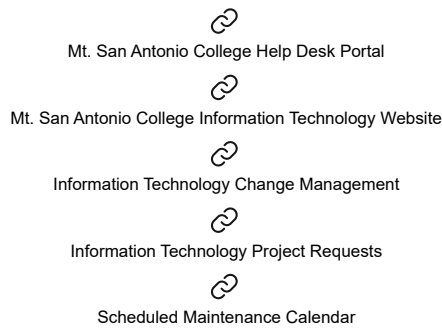 Mt. San Antonio College Help Desk Portal
Mt. San Antonio College Information Technology Website
Information Technology Change Management
Information Technology Project Requests
Scheduled Maintenance Calendar